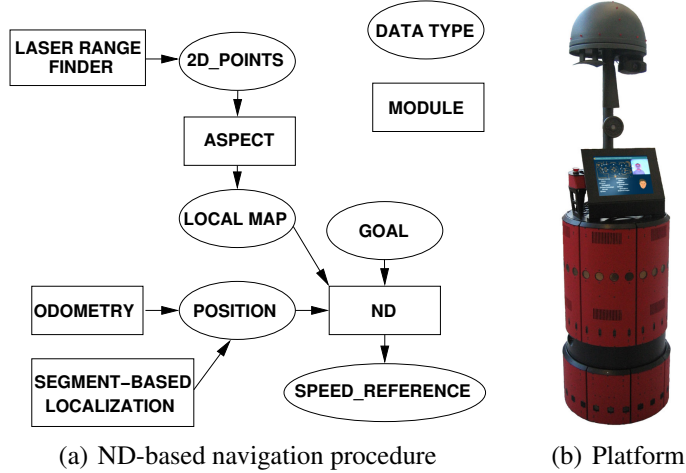 LASER RANGE
FINDER
2D_POINTS
DATA TYPE
MODULE
ASPECT
LOCAL MAP
GOAL
ODOMETRY
POSITION
ND
SEGMENT−BASED
LOCALIZATION
SPEED_REFERENCE
(a) ND-based navigation procedure
(b) Platform